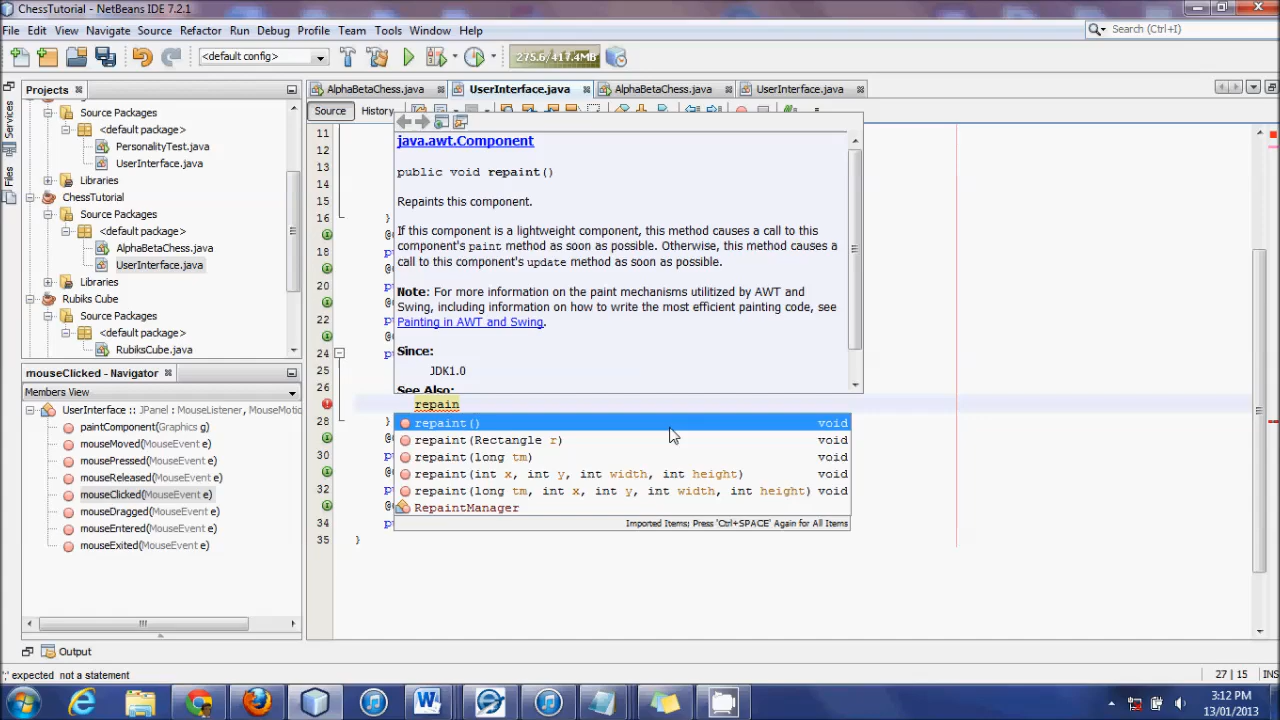 ChessTutorial - NetBeans IDE 7.2.1
File Edit View Navigate Source Refactor Run Debug Profile Team Tools Window Help
Search (Ctrl+I)
<default config>
275.6/417.4MB
Projects
AlphaBetaChess.java UserInterface.java AlphaBetaChess.java UserInterface.java
Source History
Services
Files
Source Packages
<default package>
PersonalityTest.java
UserInterface.java
Libraries
ChessTutorial
Source Packages
<default package>
AlphaBetaChess.java
UserInterface.java
Libraries
Rubiks Cube
Source Packages
<default package>
RubiksCube.java
mouseClicked - Navigator
Members View
UserInterface :: JPanel : MouseListener, MouseMotio
paintComponent(Graphics g)
mouseMoved(MouseEvent e)
mousePressed(MouseEvent e)
mouseReleased(MouseEvent e)
mouseClicked(MouseEvent e)
mouseDragged(MouseEvent e)
mouseEntered(MouseEvent e)
mouseExited(MouseEvent e)
11
12
13
14
15
16 }
18
20
22
24
25
26
28 }
30
32
34
35 }
java.awt.Component
public void repaint()
Repaints this component.
If this component is a lightweight component, this method causes a call to this
component's paint method as soon as possible. Otherwise, this method causes a
call to this component's update method as soon as possible.
Note: For more information on the paint mechanisms utilitized by AWT and
Swing, including information on how to write the most efficient painting code, see
Painting in AWT and Swing.
Since:
JDK1.0
See Also:
repain
repaint() void
repaint(Rectangle r) void
repaint(long tm) void
repaint(int x, int y, int width, int height) void
repaint(long tm, int x, int y, int width, int height) void
RepaintManager
Imported Items; Press 'Ctrl+SPACE' Again for All Items
Output
';' expected not a statement
27 | 15 INS
3:12 PM
13/01/2013